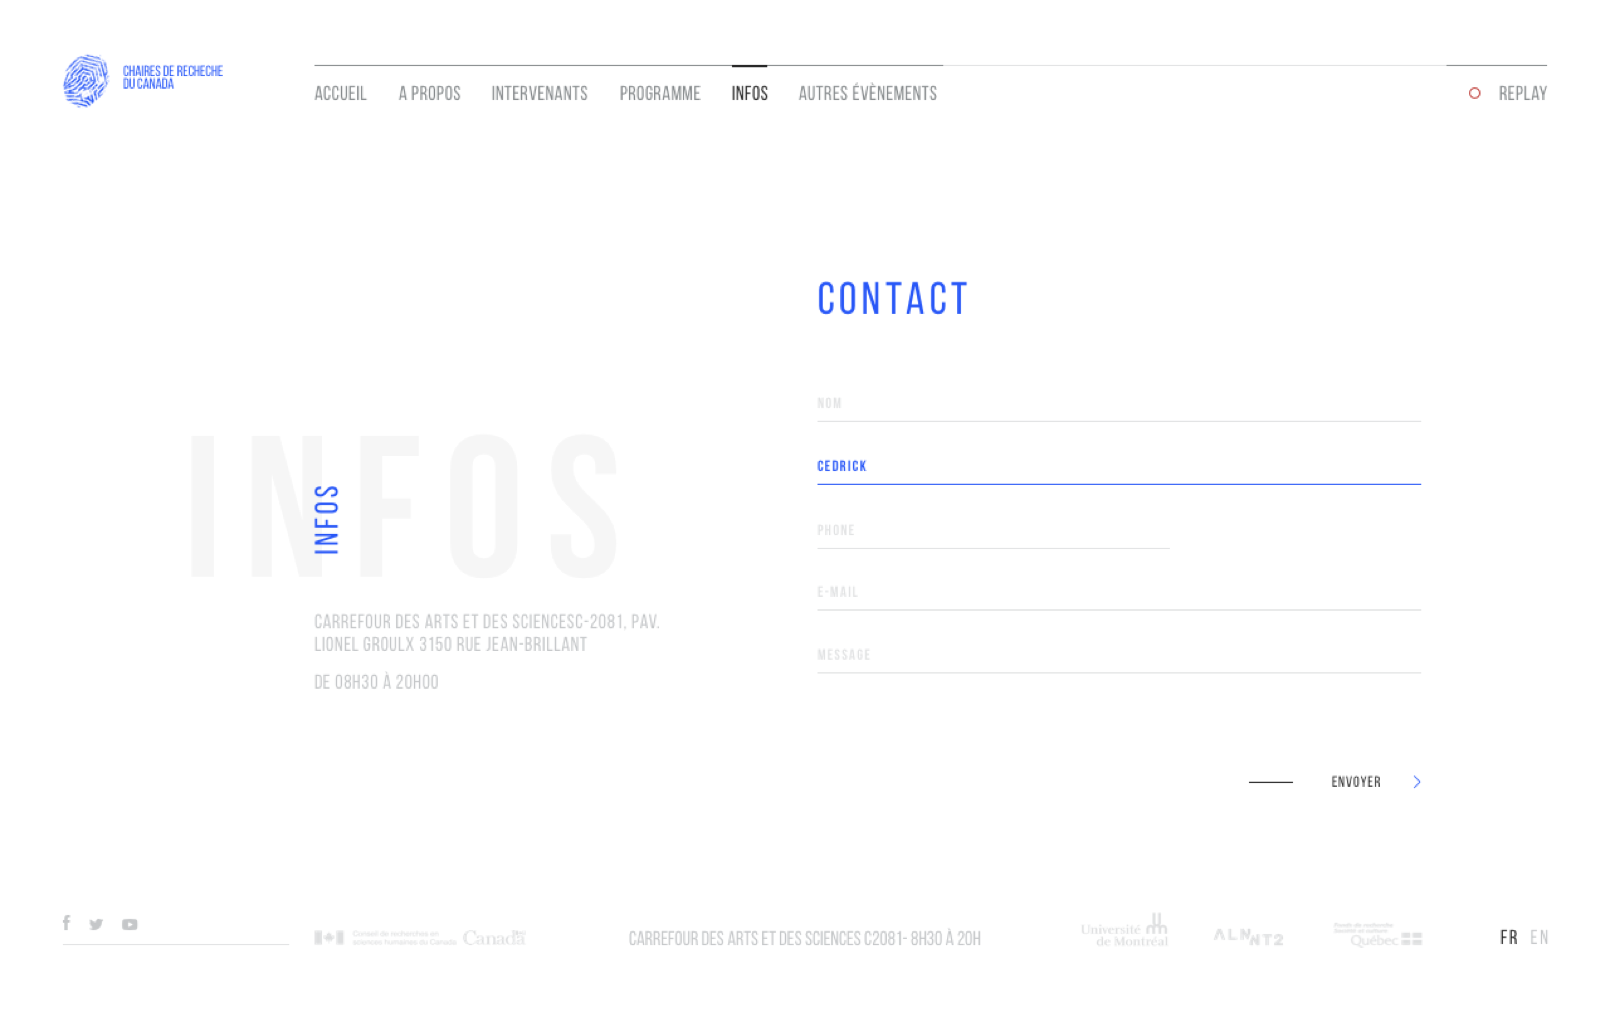 CHAIRES DE RECHECHE
DU CANADA
ACCUEIL
A PROPOS
INTERVENANTS
PROGRAMME
INFOS
AUTRES ÉVÈNEMENTS
REPLAY
CONTACT
NOM
CEDRICK
PHONE
E-MAIL
MESSAGE
ENVOYER
INFOS
INFOS
CARREFOUR DES ARTS ET DES SCIENCESC-2081, PAV.
LIONEL GROULX 3150 RUE JEAN-BRILLANT
DE 08H30 À 20H00
Conseil de recherches en
sciences humaines du Canada
Canada
CARREFOUR DES ARTS ET DES SCIENCES C2081- 8H30 À 20H
Université
de Montréal
ALN
NT2
Fonds de recherche
Société et culture
Québec
FR
EN